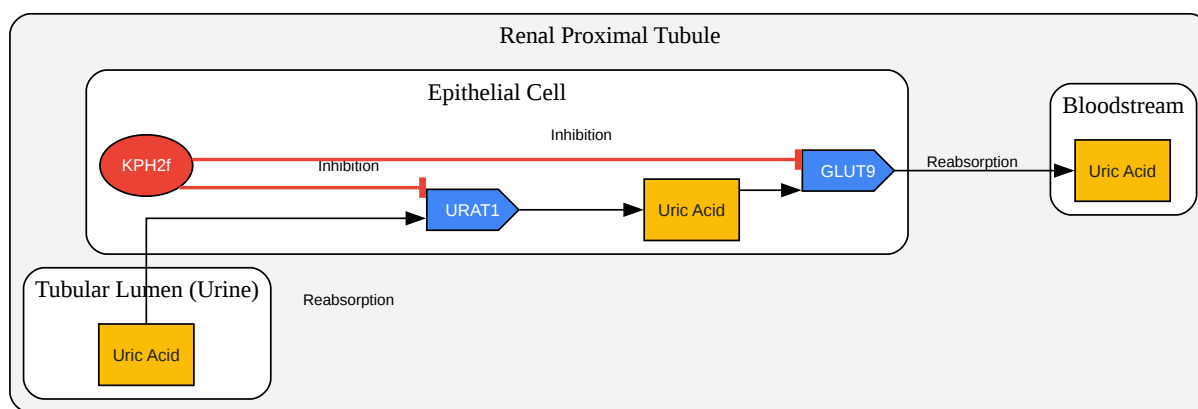 Renal Proximal Tubule
Epithelial Cell
Bloodstream
Inhibition
KPH2f
Inhibition
GLUT9
Reabsorption
Uric Acid
URAT1
Uric Acid
Tubular Lumen (Urine)
Reabsorption
Uric Acid